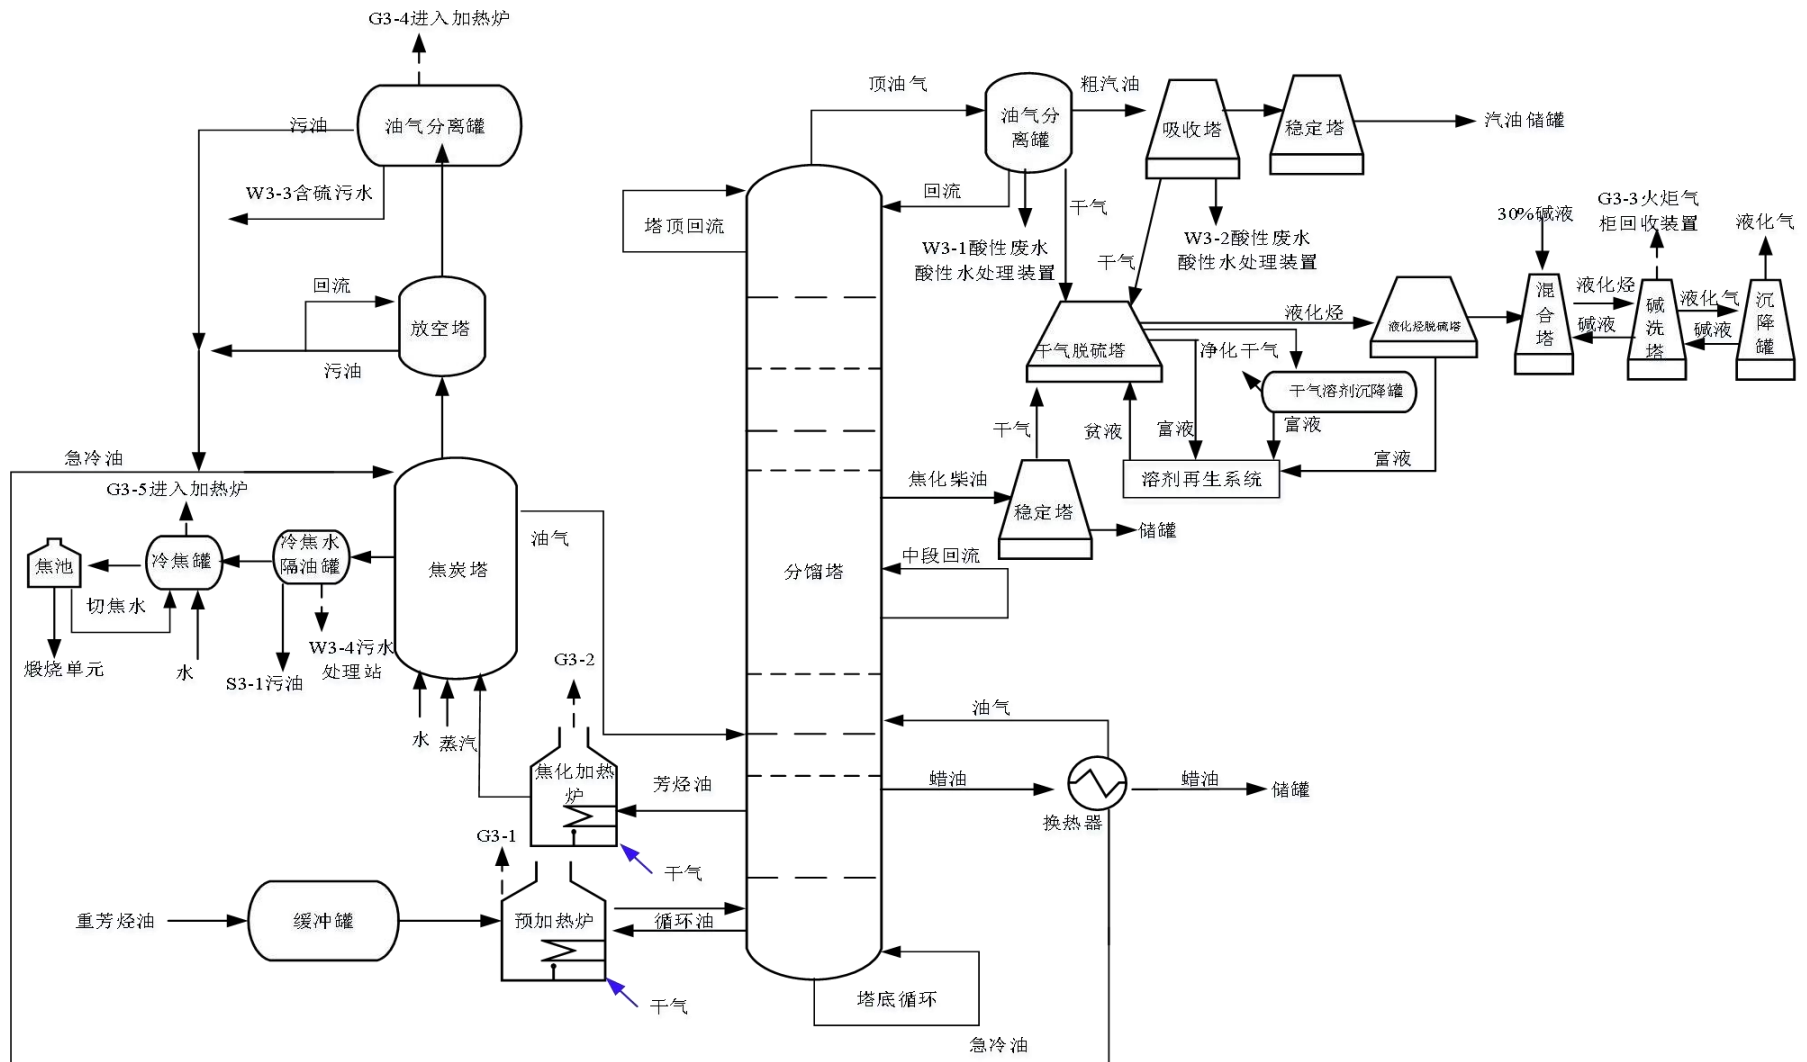 G3-4进入加热炉
油气分离罐
污油
W3-3含硫污水
回流
放空塔
污油
急冷油
G3-5进入加热炉
焦池
冷焦罐
冷焦水
隔油罐
切焦水
煅烧单元
水
S3-1污油
W3-4污水
处理站
焦炭塔
油气
水
蒸汽
G3-2
焦化加热
炉
芳烃油
干气
G3-1
重芳烃油
缓冲罐
预加热炉
循环油
干气
顶油气
塔顶回流
分馏塔
塔底循环
急冷油
油气分
离罐
回流
W3-1酸性废水
酸性水处理装置
干气
粗汽油
吸收塔
稳定塔
汽油储罐
W3-2酸性废水
酸性水处理装置
干气
干气脱硫塔
液化烃
净化干气
液化烃脱硫塔
干气溶剂沉降罐
干气
贫液
富液
富液
富液
溶剂再生系统
焦化柴油
稳定塔
储罐
中段回流
油气
蜡油
换热器
蜡油
储罐
30%碱液
混合塔
液化烃
碱液
G3-3火炬气
柜回收装置
碱洗塔
液化气
碱液
液化气
沉降罐